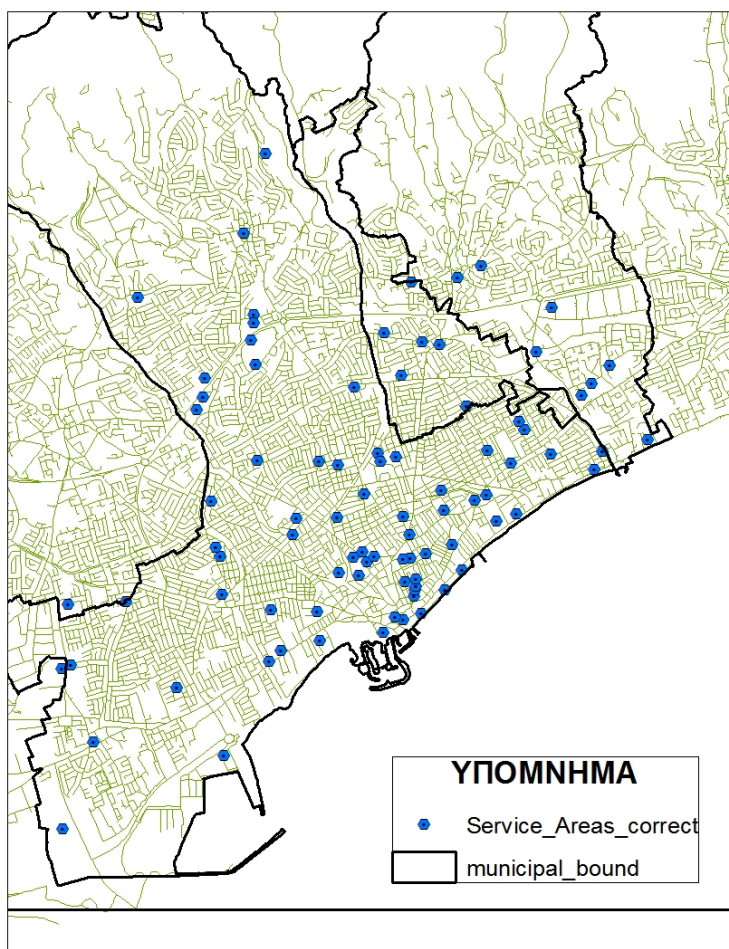 ΥΠΟΜΝΗΜΑ
Service_Areas_correct
municipal_bound